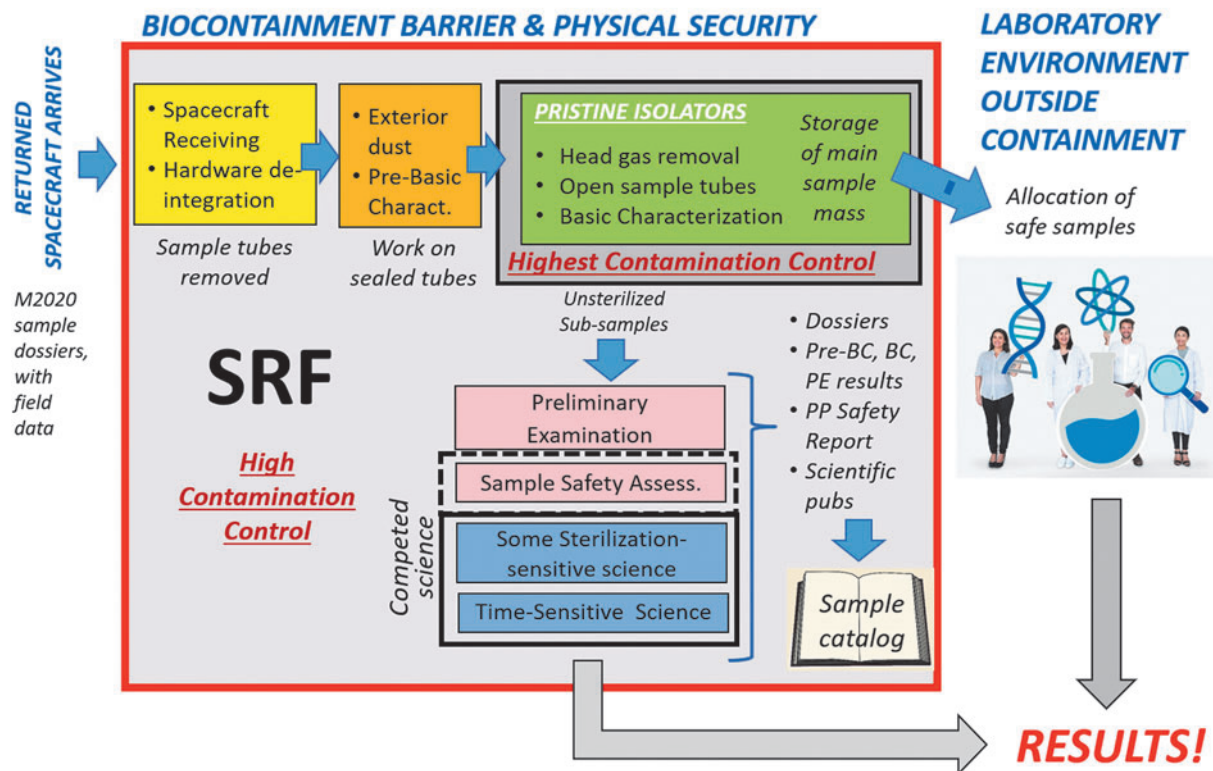 BIOCONTAINMENT BARRIER & PHYSICAL SECURITY
LABORATORY
ENVIRONMENT
OUTSIDE
CONTAINMENT
RETURNED
SPACECRAFT ARRIVES
• Spacecraft
Receiving
• Hardware de-
integration
Sample tubes
removed
• Exterior
dust
• Pre-Basic
Charact.
Work on
sealed tubes
PRISTINE ISOLATORS
• Head gas removal
• Open sample tubes
• Basic Characterization
Storage
of main
sample
mass
Highest Contamination Control
Allocation of
safe samples
M2020
sample
dossiers,
with
field
data
SRF
High
Contamination
Control
Unsterilized
Sub-samples
Preliminary
Examination
Sample Safety Assess.
Competed
science
Some Sterilization-
sensitive science
Time-Sensitive Science
• Dossiers
• Pre-BC, BC,
PE results
• PP Safety
Report
• Scientific
pubs
Sample
catalog
RESULTS!